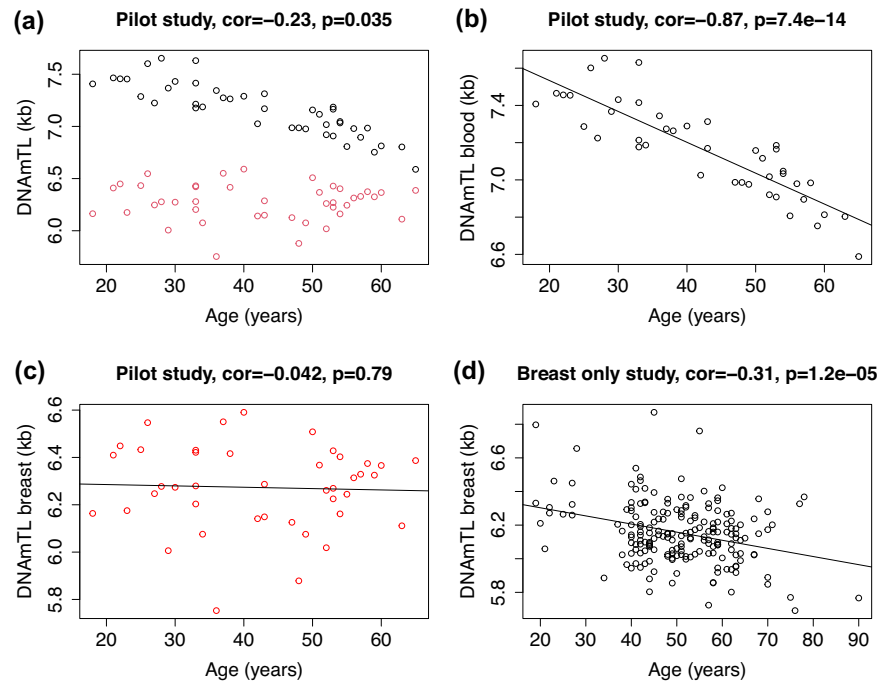 (a)
Pilot study, cor=−0.23, p=0.035
DNAmTL (kb)
7.5
7.0
6.5
6.0
20 30 40 50 60
Age (years)
(b)
Pilot study, cor=−0.87, p=7.4e−14
DNAmTL blood (kb)
7.4
7.0
6.6
20 30 40 50 60
Age (years)
(c)
Pilot study, cor=−0.042, p=0.79
DNAmTL breast (kb)
6.6
6.4
6.2
6.0
5.8
20 30 40 50 60
Age (years)
(d)
Breast only study, cor=−0.31, p=1.2e−05
DNAmTL breast (kb)
6.6
6.2
5.8
20 30 40 50 60 70 80 90
Age (years)